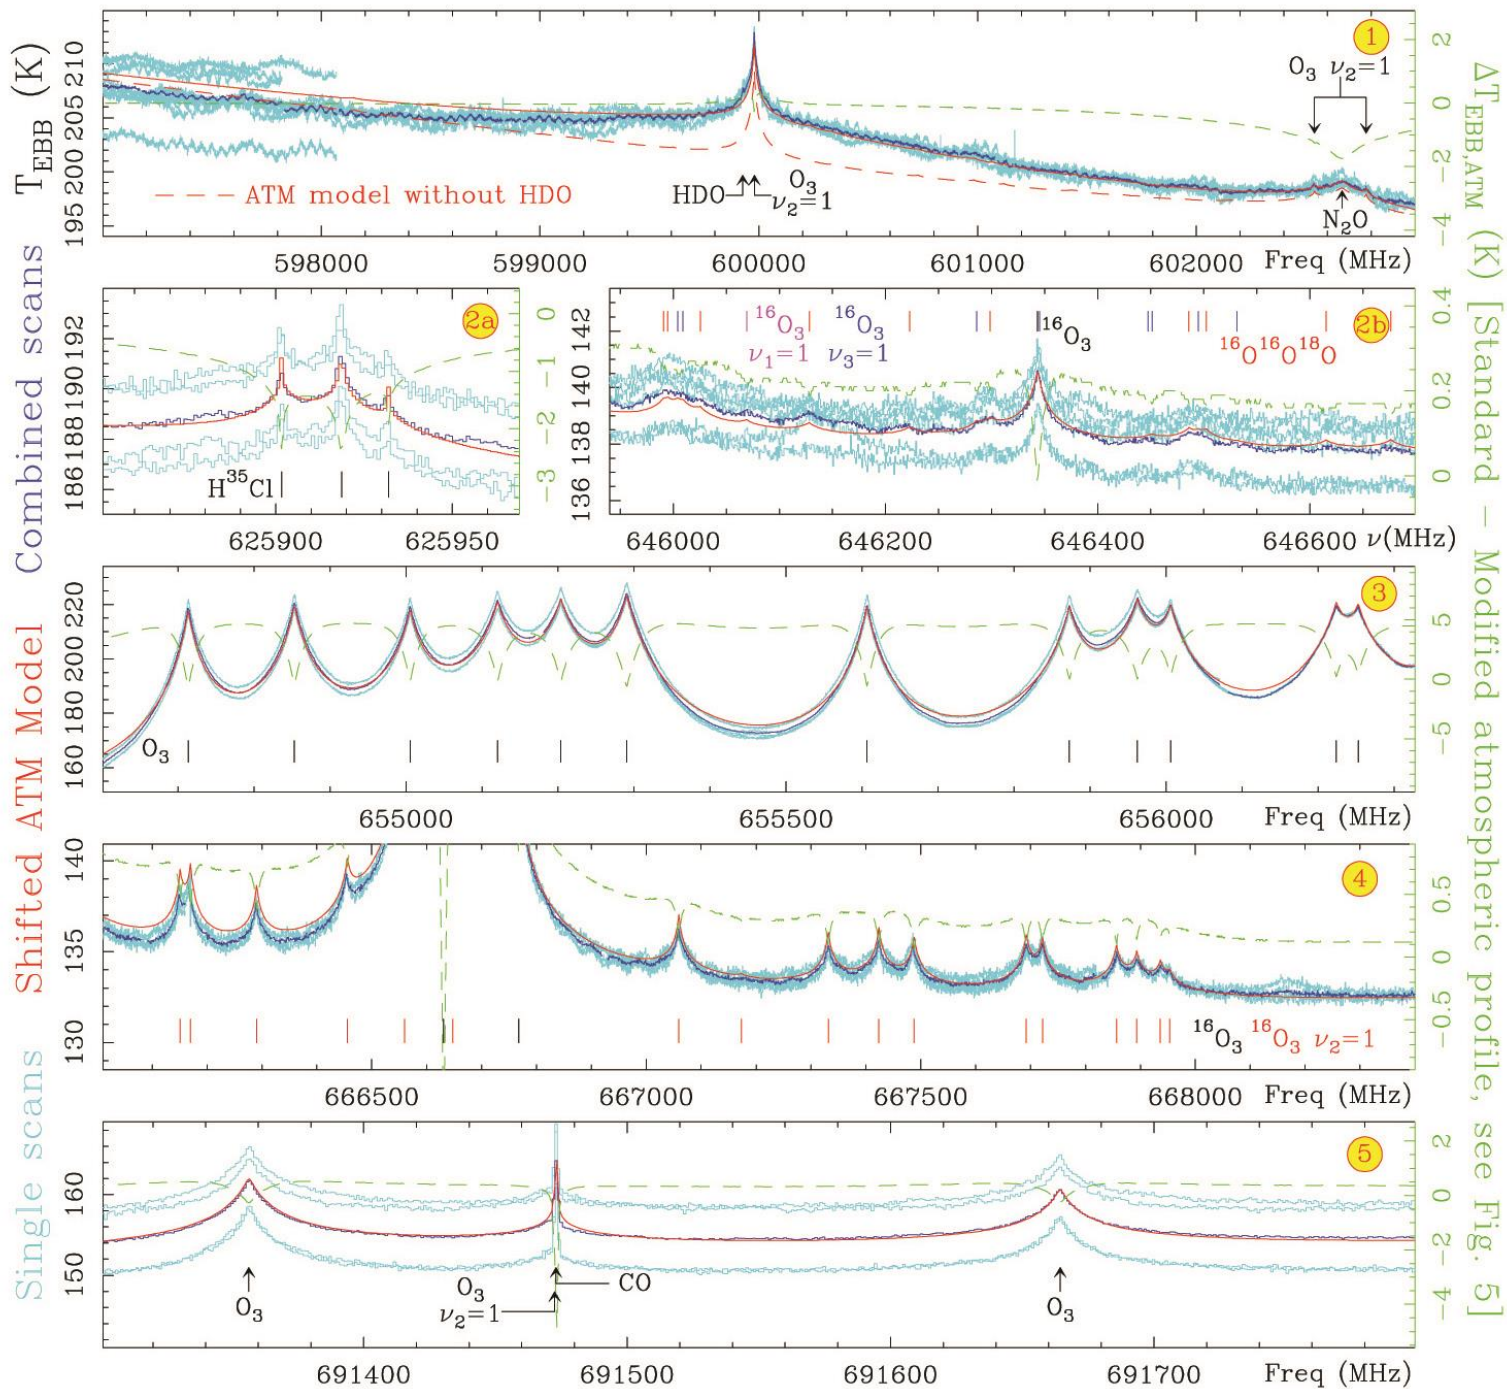 Single scans Shifted ATM Model Combined scans T_EBB (K)
ΔT_EBB,ATM (K) [Standard − Modified atmospheric profile, see Fig. 5]
1
210
205
200
195
2
0
−2
−4
O₃ ν₂=1
ATM model without HDO
HDO
O₃
ν₂=1
N₂O
598000 599000 600000 601000 602000 Freq (MHz)
2a
192
190
188
186
0
−1
−2
−3
H³⁵Cl
625900 625950
2b
142
140
138
136
0.4
0.2
0
¹⁶O₃ ¹⁶O₃ ¹⁶O₃
ν₁=1 ν₃=1 ¹⁶O¹⁶O¹⁸O
646000 646200 646400 646600 ν(MHz)
3
220
200
180
160
5
0
−5
O₃
655000 655500 656000 Freq (MHz)
4
140
135
130
0.5
0
−0.5
¹⁶O₃ ¹⁶O₃ ν₂=1
666500 667000 667500 668000 Freq (MHz)
5
160
150
2
0
−2
−4
O₃
O₃
ν₂=1
CO
O₃
691400 691500 691600 691700 Freq (MHz)